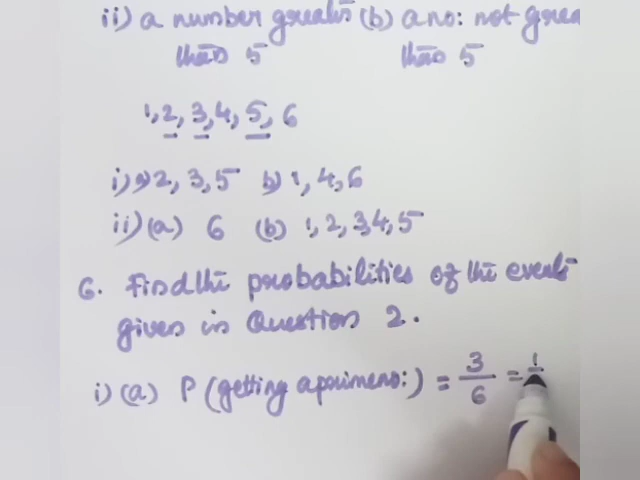 ii) a number greater (b) a no: not grea
than 5 than 5
1, 2, 3, 4, 5, 6
i) a) 2, 3, 5 b) 1, 4, 6
ii) (a) 6 (b) 1, 2, 3, 4, 5
6. Find the probabilities of the events
given in Question 2.
i) (a) P (getting a prime no:) = 3/6 = 1